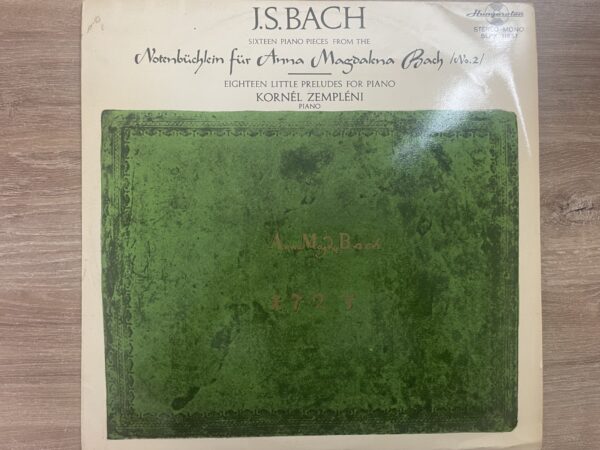 J.S.BACH
Hungaroton
STEREO-MONO
SIXTEEN PIANO PIECES FROM THE
Notenbüchlein für Anna Magdalena Bach /No.2/
EIGHTEEN LITTLE PRELUDES FOR PIANO
KORNÉL ZEMPLÉNI
PIANO